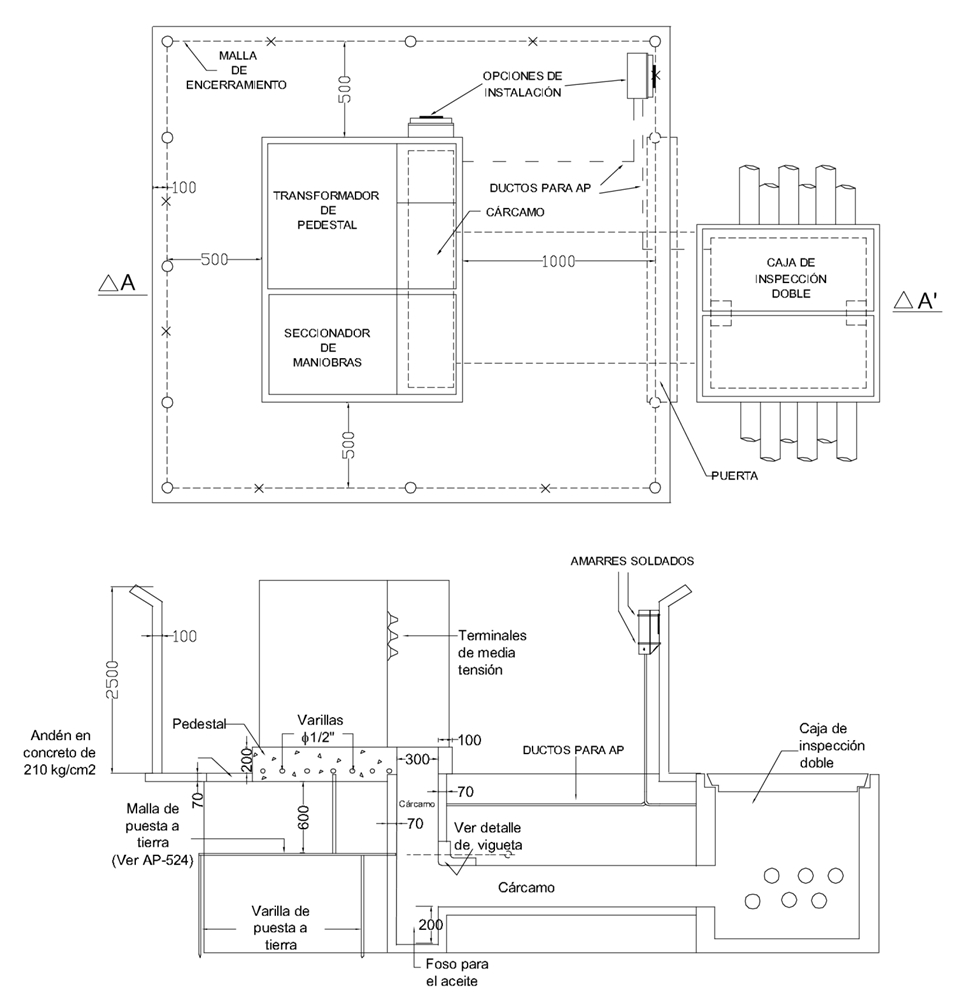 MALLA
DE
ENCERRAMIENTO
500
OPCIONES DE
INSTALACIÓN
100
TRANSFORMADOR
DE
PEDESTAL
DUCTOS PARA AP
CÁRCAMO
500
1000
CAJA DE
INSPECCIÓN
DOBLE
△ A
△ A'
SECCIONADOR
DE
MANIOBRAS
500
PUERTA
AMARRES SOLDADOS
100
2500
Terminales
de media
tensión
Pedestal
Varillas
ϕ1/2"
100
Andén en
concreto de
210 kg/cm2
200
300
DUCTOS PARA AP
Caja de
inspección
doble
70
70
Cárcamo
Malla de
puesta a
tierra
(Ver AP-524)
600
70
Ver detalle
de vigueta
Cárcamo
Varilla de
puesta a
tierra
200
Foso para
el aceite